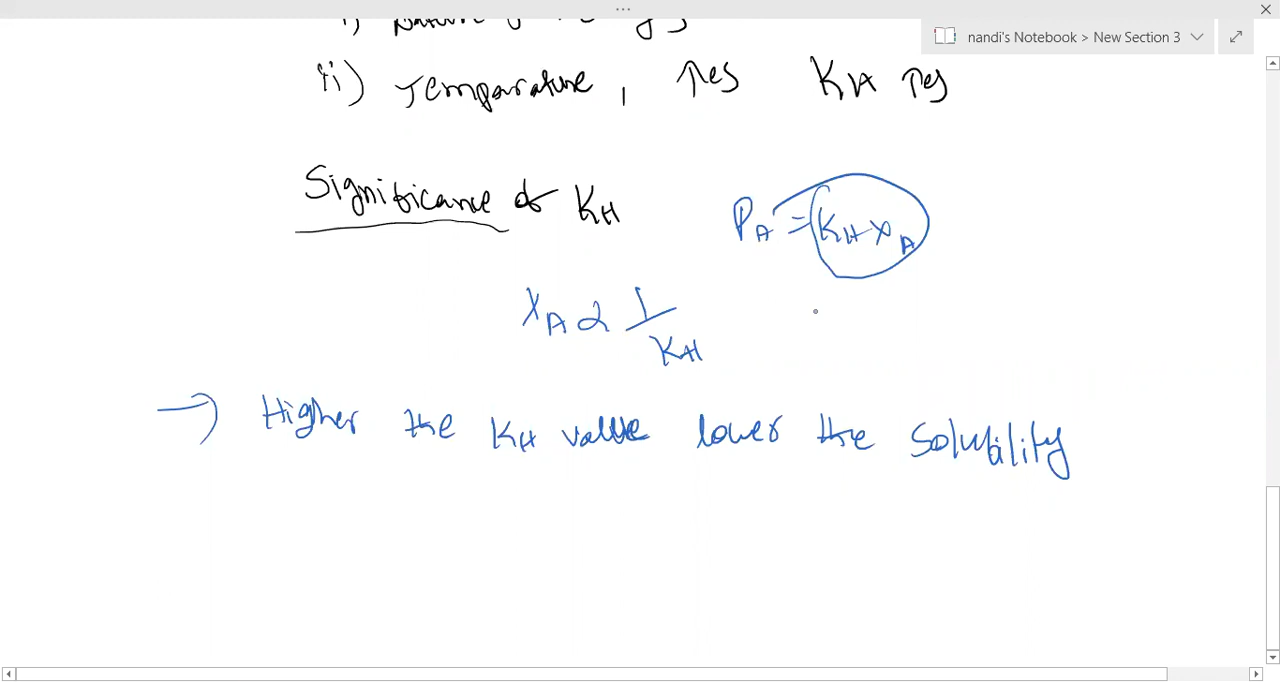 nandi's Notebook > New Section 3
ii) Temperature, ↑es KH ↑es
Significance of KH
PA = KH XA
XA α 1/KH
→ Higher the KH value lower the Solubility